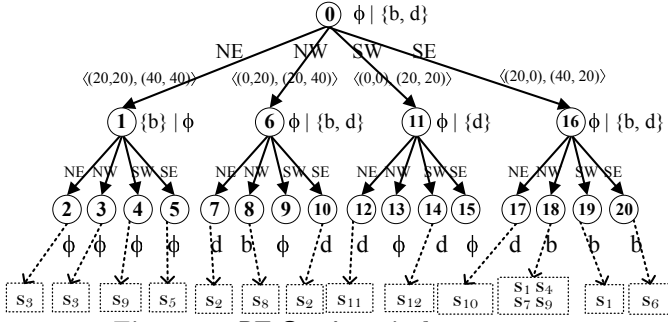 0 ϕ | {b, d}
NE NW SW SE
⟨(20,20), (40, 40)⟩ ⟨(0,20), (20, 40)⟩ ⟨(0,0), (20, 20)⟩ ⟨(20,0), (40, 20)⟩
1 {b} | ϕ 6 ϕ | {b, d} 11 ϕ | {d} 16 ϕ | {b, d}
NE NW SW SE NE NW SW SE NE NW SW SE NE NW SW SE
2 3 4 5 7 8 9 10 12 13 14 15 17 18 19 20
ϕ ϕ ϕ ϕ d b ϕ d d ϕ d ϕ d b b b
s3 s3 s9 s5 s2 s8 s2 s11 s12 s10 s1 s4 s1 s6
s7 s9